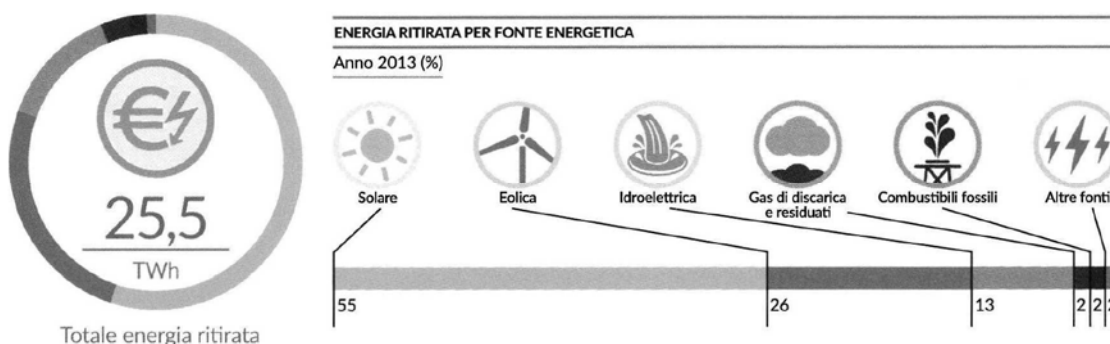 25,5
TWh
Totale energia ritirata
ENERGIA RITIRATA PER FONTE ENERGETICA
Anno 2013 (%)
Solare
Eolica
Idroelettrica
Gas di discarica
e residuati
Combustibili fossili
Altre fonti
55
26
13
2
2
2